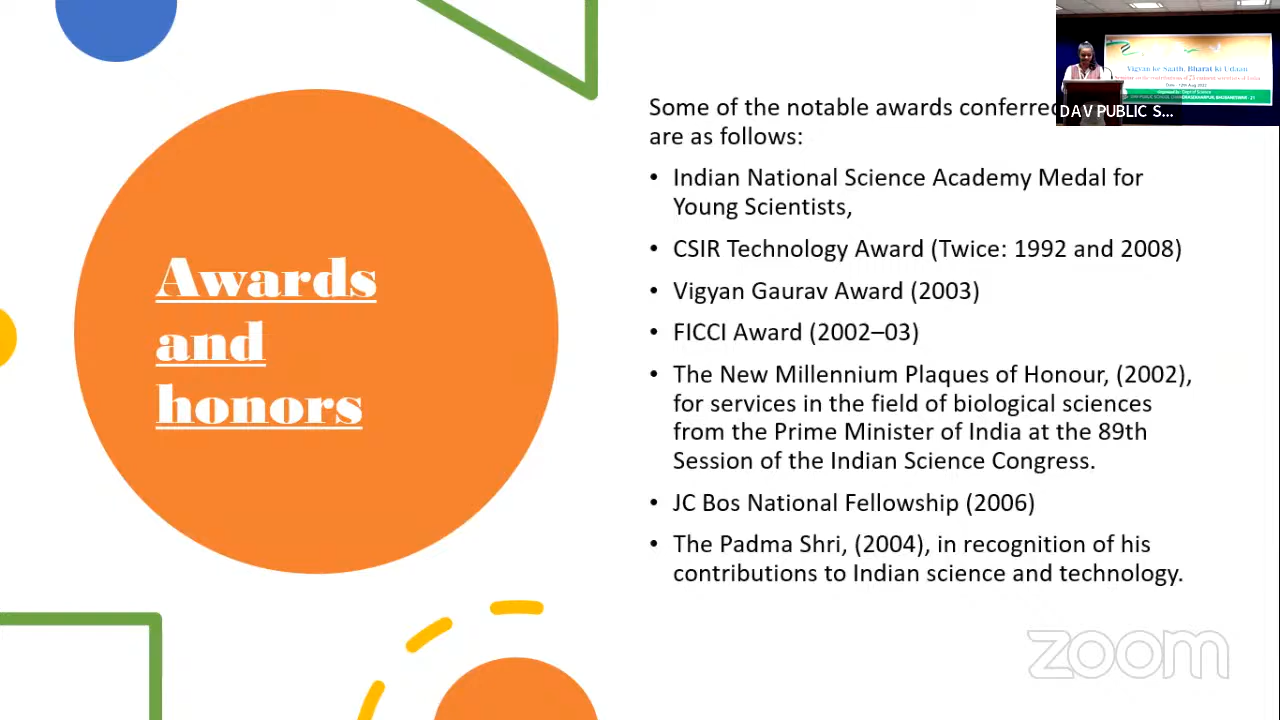 Awards
and
honors
Some of the notable awards conferred
are as follows:
• Indian National Science Academy Medal for
Young Scientists,
• CSIR Technology Award (Twice: 1992 and 2008)
• Vigyan Gaurav Award (2003)
• FICCI Award (2002–03)
• The New Millennium Plaques of Honour, (2002),
for services in the field of biological sciences
from the Prime Minister of India at the 89th
Session of the Indian Science Congress.
• JC Bos National Fellowship (2006)
• The Padma Shri, (2004), in recognition of his
contributions to Indian science and technology.
Vigyan ke Saath, Bharat ki Udaan
DAV PUBLIC S...
zoom